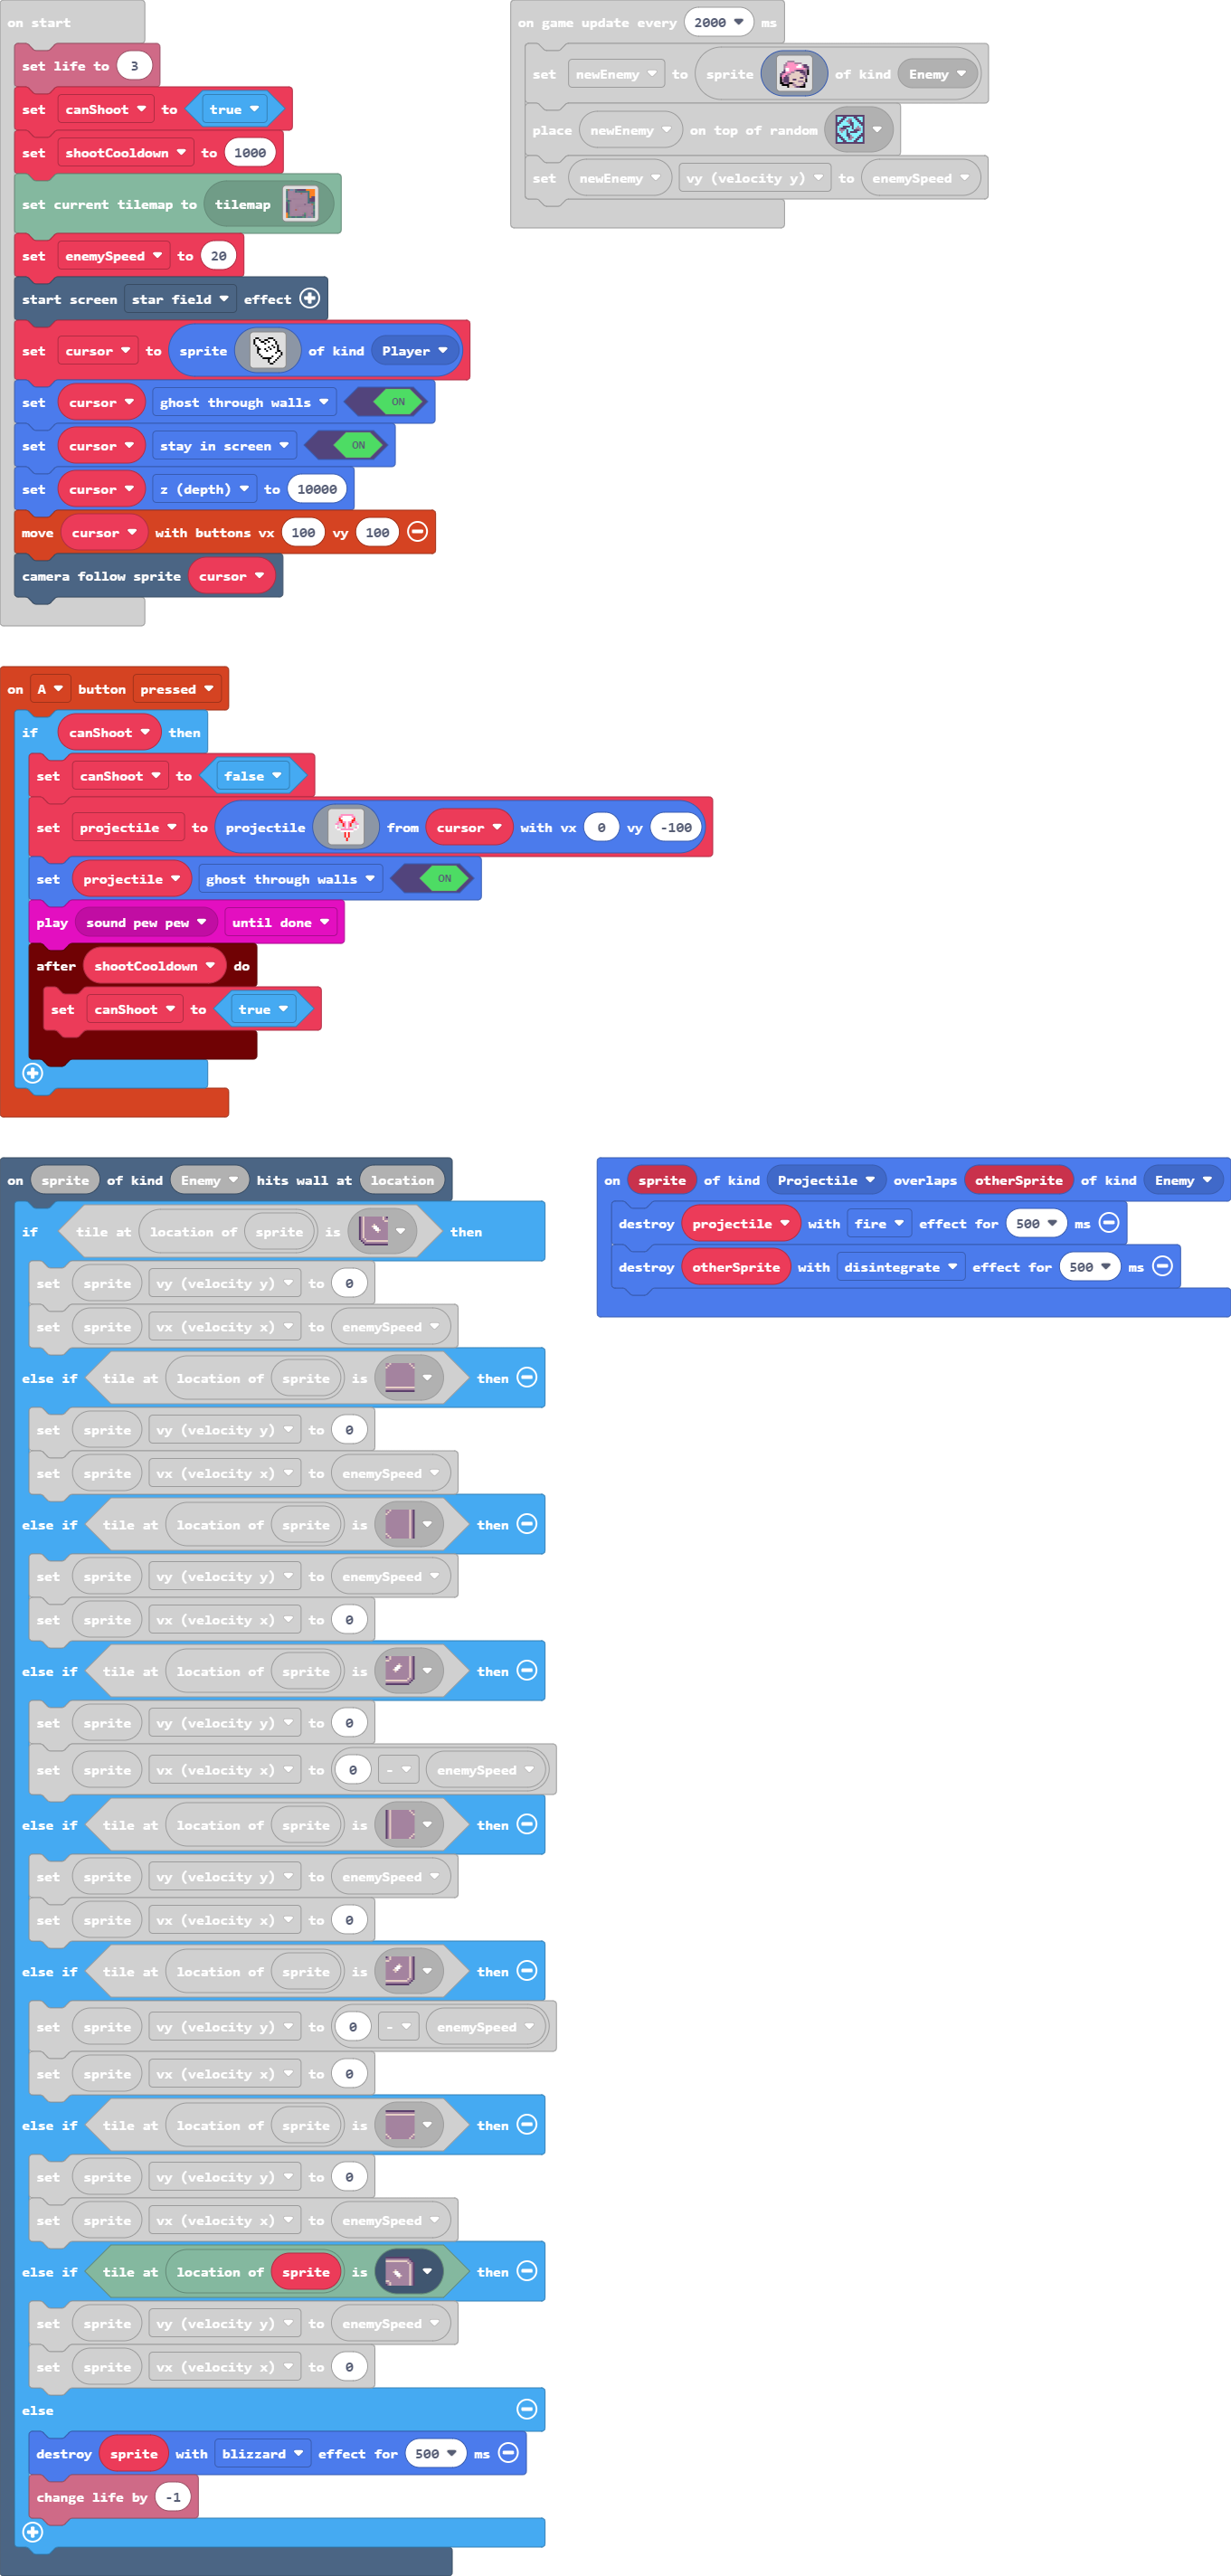 on start
set life to 3
set canShoot to true
set shootCooldown to 1000
set current tilemap to tilemap
set enemySpeed to 20
start screen star field effect
set cursor to sprite of kind Player
set cursor ghost through walls ON
set cursor stay in screen ON
set cursor z (depth) to 10000
move cursor with buttons vx 100 vy 100
camera follow sprite cursor
on game update every 2000 ms
set newEnemy to sprite of kind Enemy
place newEnemy on top of random
set newEnemy vy (velocity y) to enemySpeed
on A button pressed
if canShoot then
set canShoot to false
set projectile to projectile from cursor with vx 0 vy -100
set projectile ghost through walls ON
play sound pew pew until done
after shootCooldown do
set canShoot to true
on sprite of kind Enemy hits wall at location
if tile at location of sprite is then
set sprite vy (velocity y) to 0
set sprite vx (velocity x) to enemySpeed
else if tile at location of sprite is then
set sprite vy (velocity y) to 0
set sprite vx (velocity x) to enemySpeed
else if tile at location of sprite is then
set sprite vy (velocity y) to enemySpeed
set sprite vx (velocity x) to 0
else if tile at location of sprite is then
set sprite vy (velocity y) to 0
set sprite vx (velocity x) to 0 - enemySpeed
else if tile at location of sprite is then
set sprite vy (velocity y) to enemySpeed
set sprite vx (velocity x) to 0
else if tile at location of sprite is then
set sprite vy (velocity y) to 0 - enemySpeed
set sprite vx (velocity x) to 0
else if tile at location of sprite is then
set sprite vy (velocity y) to 0
set sprite vx (velocity x) to enemySpeed
else if tile at location of sprite is then
set sprite vy (velocity y) to enemySpeed
set sprite vx (velocity x) to 0
else
destroy sprite with blizzard effect for 500 ms
change life by -1
on sprite of kind Projectile overlaps otherSprite of kind Enemy
destroy projectile with fire effect for 500 ms
destroy otherSprite with disintegrate effect for 500 ms